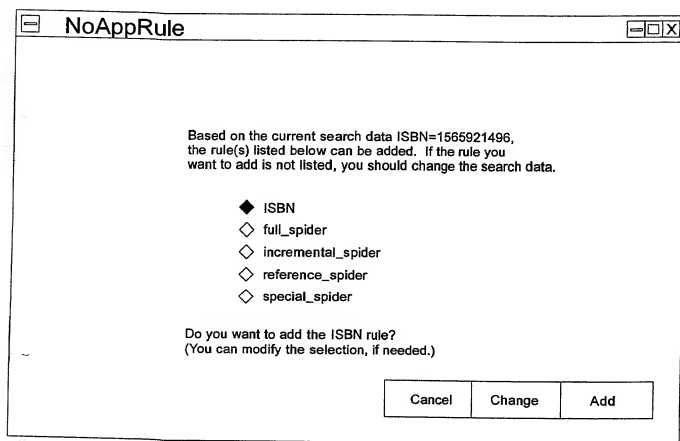 NoAppRule
X
Based on the current search data ISBN=1565921496,
the rule(s) listed below can be added. If the rule you
want to add is not listed, you should change the search data.
ISBN
full_spider
incremental_spider
reference_spider
special_spider
Do you want to add the ISBN rule?
(You can modify the selection, if needed.)
Cancel Change Add